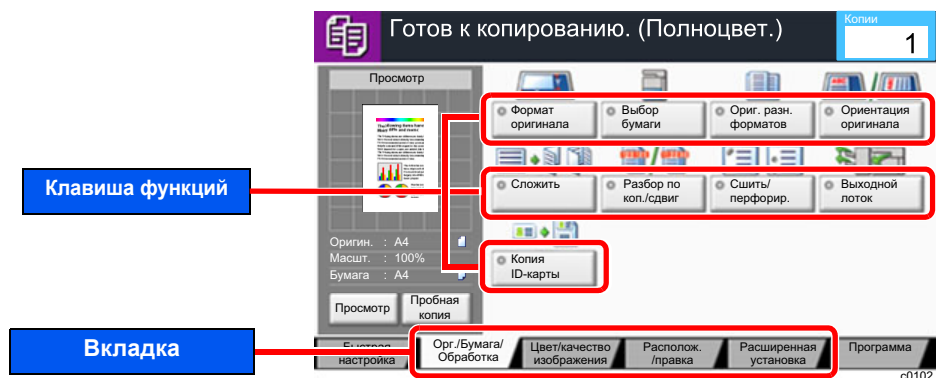 Готов к копированию. (Полноцвет.)
Копии
1
Просмотр
Формат
оригинала
Выбор
бумаги
Ориг. разн.
форматов
Ориентация
оригинала
Клавиша функций
Сложить
Разбор по
коп./сдвиг
Сшить/
перфорир.
Выходной
лоток
Оригин. : A4
Масшт. : 100%
Бумага : A4
Копия
ID-карты
Просмотр
Пробная
копия
Вкладка
Быстрая
настройка
Орг./Бумага/
Обработка
Цвет/качество
изображения
Располож.
/правка
Расширенная
установка
Программа
c0102